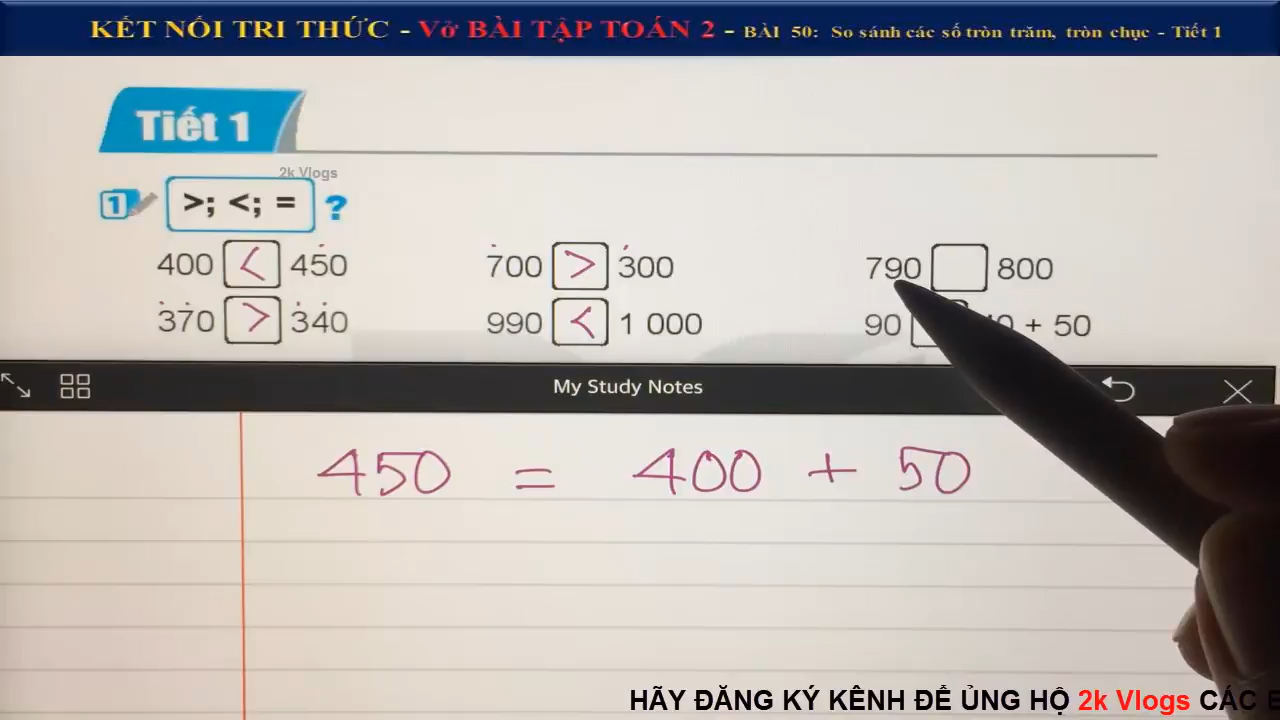 KẾT NỐI TRI THỨC - Vở BÀI TẬP TOÁN 2 - BÀI 50: So sánh các số tròn trăm, tròn chục - Tiết 1
Tiết 1
2k Vlogs
1 >; <; = ?
400 < 450 700 > 300 790 800
370 > 340 990 < 1 000 90 + 50
My Study Notes
450 = 400 + 50
HÃY ĐĂNG KÝ KÊNH ĐỂ ỦNG HỘ 2k Vlogs CÁC